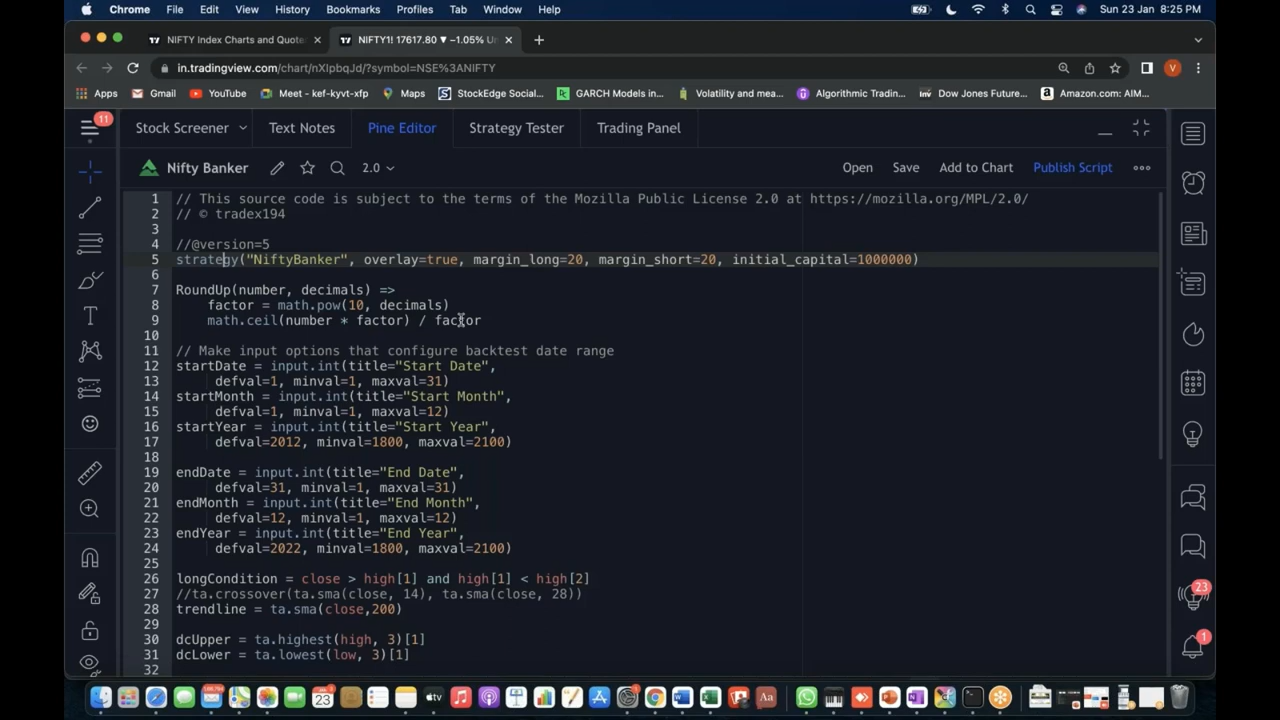 Chrome File Edit View History Bookmarks Profiles Tab Window Help Sun 23 Jan 8:25 PM
NIFTY Index Charts and Quote NIFTY1! 17617.80 ▼ −1.05% Un
in.tradingview.com/chart/nXIpbqJd/?symbol=NSE%3ANIFTY V
Apps Gmail YouTube Meet - kef-kyvt-xfp Maps StockEdge Social... GARCH Models in... Volatility and mea... Algorithmic Tradin... Dow Jones Future... Amazon.com: AIM...
11 Stock Screener Text Notes Pine Editor Strategy Tester Trading Panel
Nifty Banker 2.0 Open Save Add to Chart Publish Script
1 // This source code is subject to the terms of the Mozilla Public License 2.0 at https://mozilla.org/MPL/2.0/
2 // © tradex194
3
4 //@version=5
5 strategy("NiftyBanker", overlay=true, margin_long=20, margin_short=20, initial_capital=1000000)
6
7 RoundUp(number, decimals) =>
8 factor = math.pow(10, decimals)
9 math.ceil(number * factor) / factor
10
11 // Make input options that configure backtest date range
12 startDate = input.int(title="Start Date",
13 defval=1, minval=1, maxval=31)
14 startMonth = input.int(title="Start Month",
15 defval=1, minval=1, maxval=12)
16 startYear = input.int(title="Start Year",
17 defval=2012, minval=1800, maxval=2100)
18
19 endDate = input.int(title="End Date",
20 defval=31, minval=1, maxval=31)
21 endMonth = input.int(title="End Month",
22 defval=12, minval=1, maxval=12)
23 endYear = input.int(title="End Year",
24 defval=2022, minval=1800, maxval=2100)
25
26 longCondition = close > high[1] and high[1] < high[2]
27 //ta.crossover(ta.sma(close, 14), ta.sma(close, 28))
28 trendline = ta.sma(close,200)
29
30 dcUpper = ta.highest(high, 3)[1]
31 dcLower = ta.lowest(low, 3)[1]
32
23
1